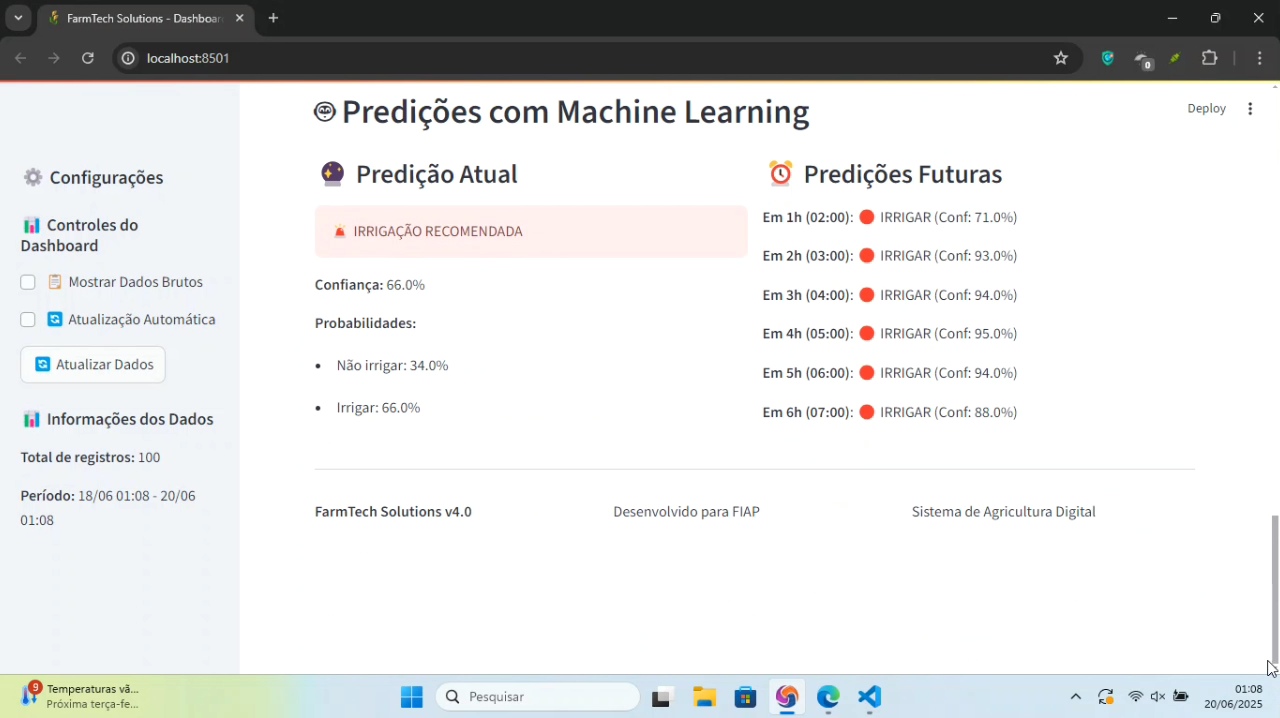 FarmTech Solutions - Dashboar
localhost:8501
0
Deploy
Configurações
Controles do
Dashboard
Mostrar Dados Brutos
Atualização Automática
Atualizar Dados
Informações dos Dados
Total de registros: 100
Período: 18/06 01:08 - 20/06
01:08
Predições com Machine Learning
Predição Atual
IRRIGAÇÃO RECOMENDADA
Confiança: 66.0%
Probabilidades:
• Não irrigar: 34.0%
• Irrigar: 66.0%
Predições Futuras
Em 1h (02:00): IRRIGAR (Conf: 71.0%)
Em 2h (03:00): IRRIGAR (Conf: 93.0%)
Em 3h (04:00): IRRIGAR (Conf: 94.0%)
Em 4h (05:00): IRRIGAR (Conf: 95.0%)
Em 5h (06:00): IRRIGAR (Conf: 94.0%)
Em 6h (07:00): IRRIGAR (Conf: 88.0%)
FarmTech Solutions v4.0
Desenvolvido para FIAP
Sistema de Agricultura Digital
9
Temperaturas vã...
Próxima terça-fe...
Pesquisar
01:08
20/06/2025